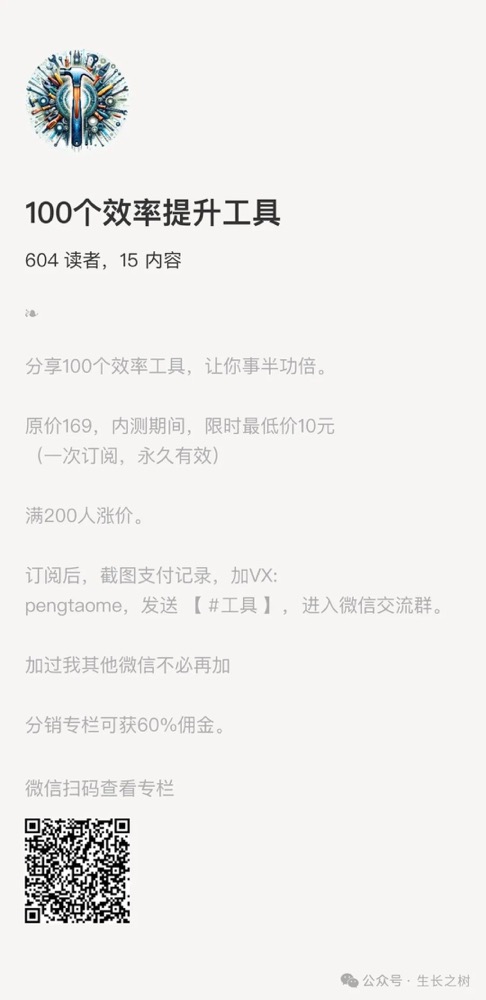 100个效率提升工具
604 读者，15 内容
分享100个效率工具，让你事半功倍。
原价169，内测期间，限时最低价10元
（一次订阅，永久有效）
满200人涨价。
订阅后，截图支付记录，加VX:
pengtaome，发送 【 #工具 】，进入微信交流群。
加过我其他微信不必再加
分销专栏可获60%佣金。
微信扫码查看专栏
公众号 · 生长之树